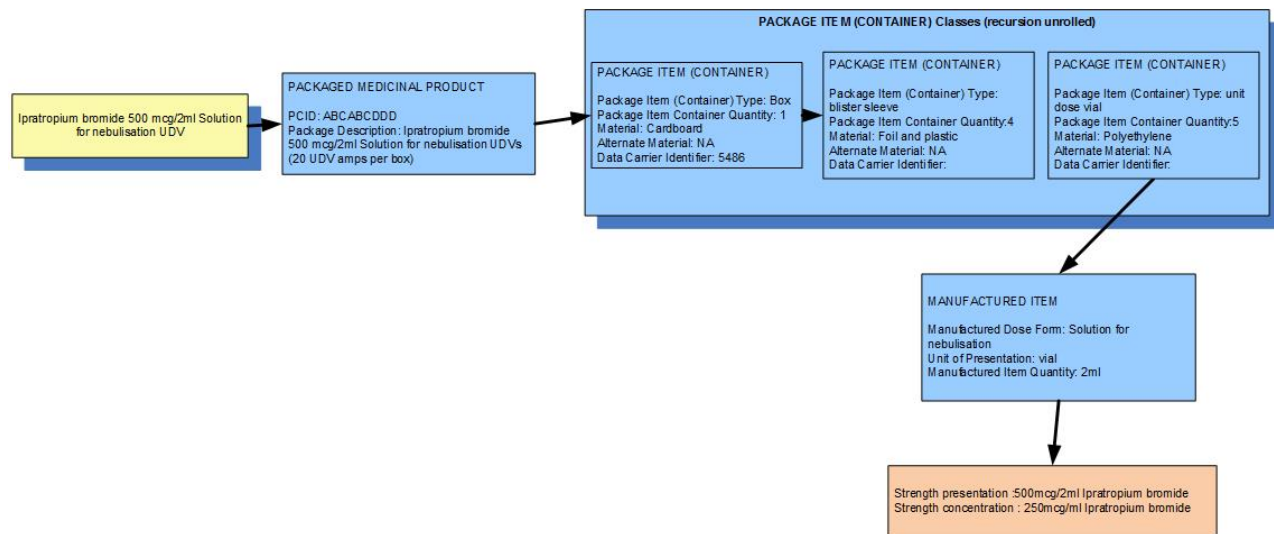 PACKAGE ITEM (CONTAINER) Classes (recursion unrolled)
Ipratropium bromide 500 mcg/2ml Solution
for nebulisation UDV
PACKAGED MEDICINAL PRODUCT
PCID: ABCABCDDD
Package Description: Ipratropium bromide
500 mcg/2ml Solution for nebulisation UDVs
(20 UDV amps per box)
PACKAGE ITEM (CONTAINER)
Package Item (Container) Type: Box
Package Item Container Quantity: 1
Material: Cardboard
Alternate Material: NA
Data Carrier Identifier: 5486
PACKAGE ITEM (CONTAINER)
Package Item (Container) Type:
blister sleeve
Package Item Container Quantity:4
Material: Foil and plastic
Alternate Material: NA
Data Carrier Identifier:
PACKAGE ITEM (CONTAINER)
Package Item (Container) Type: unit
dose vial
Package Item Container Quantity:5
Material: Polyethylene
Alternate Material: NA
Data Carrier Identifier:
MANUFACTURED ITEM
Manufactured Dose Form: Solution for
nebulisation
Unit of Presentation: vial
Manufactured Item Quantity: 2ml
Strength presentation :500mcg/2ml Ipratropium bromide
Strength concentration : 250mcg/ml Ipratropium bromide